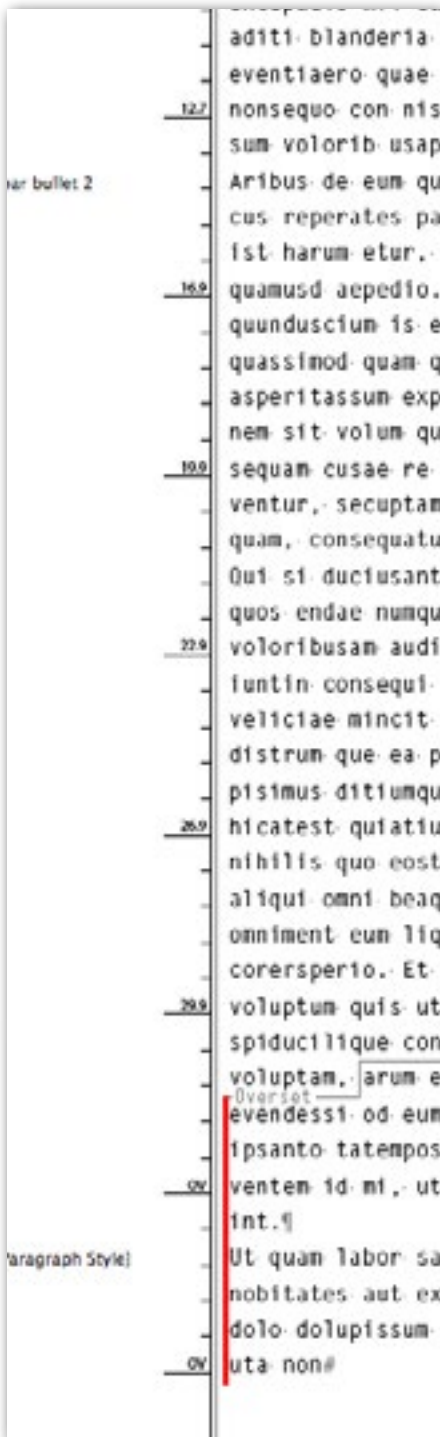 aditi blanderia
eventiaero quae
12.7 nonsequo con nis
sum volorib usap
ar bullet 2 Aribus de eum qu
cus reperates pa
ist harum etur.
16.9 quamusd aepedio.
quunduscium is e
quassimod quam q
asperitassum exp
nem sit volum qu
19.9 sequam cusae re
ventur, secuptam
quam, consequatu
Qui si duciusant
quos endae numqu
22.9 voloribusam audi
iuntin consequi
veliciae mincit
distrum que ea p
pisimus ditiumqu
26.9 hicatest quiatiu
nihilis quo eost
aliqui omni beaq
omniment eum liq
corersperio. Et
29.9 voluptum quis ut
spiducilique con
voluptam, arum e
Overset
evendessi od eum
ipsanto tatempos
OV ventem id mi, ut
int.¶
Paragraph Style] Ut quam labor sa
nobitates aut ex
dolo dolupissum
OV uta non#